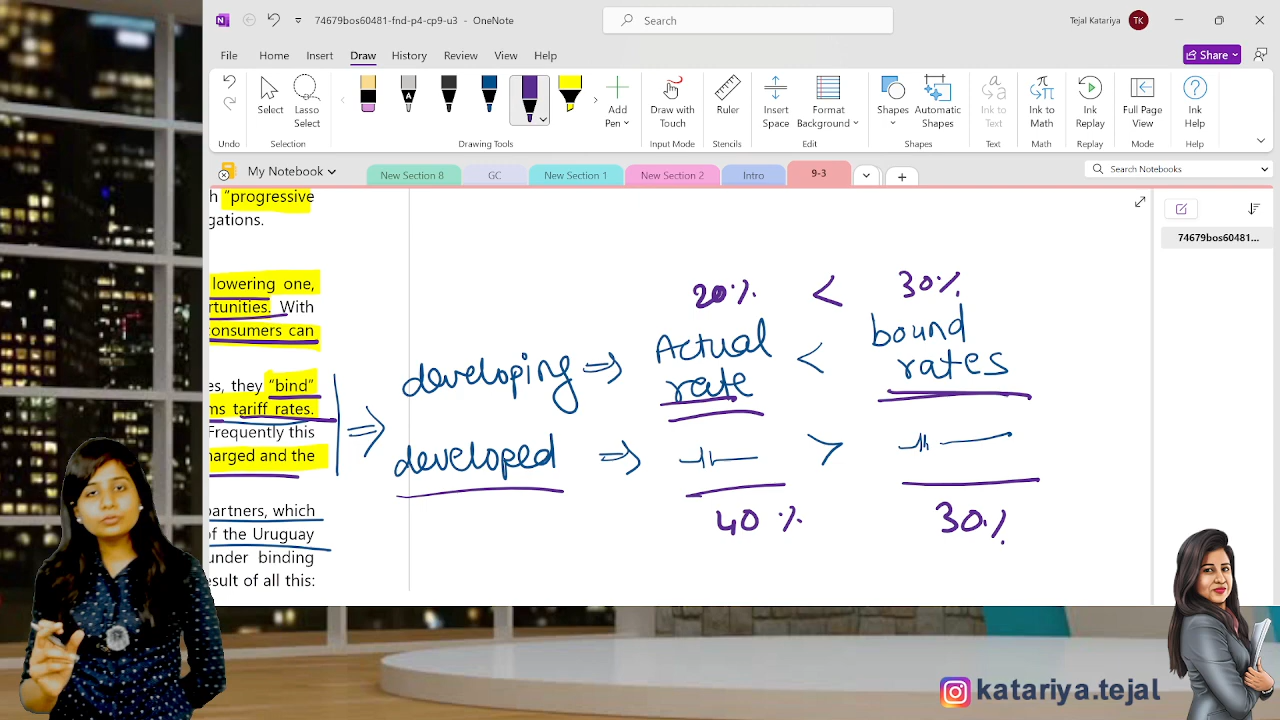 74679bos60481-fnd-p4-cp9-u3 - OneNote
Search
Tejal Katariya TK
File Home Insert Draw History Review View Help
Share
Select
Lasso Select
Add Pen
Draw with Touch
Ruler
Insert Space
Format Background
Shapes
Automatic Shapes
Ink to Text
Ink to Math
Ink Replay
Full Page View
Ink Help
Undo Selection Drawing Tools Input Mode Stencils Edit Shapes Convert Math Replay View Help
My Notebook
New Section 8 GC New Section 1 New Section 2 Intro 9-3 +
Search Notebooks
74679bos60481...
h "progressive
gations.
lowering one,
rtunities. With
consumers can
es, they "bind"
ms tariff rates.
Frequently this
harged and the
partners, which
of the Uruguay
under binding
esult of all this:
20% < 30%
developing ⇒ Actual rate < bound rates
⇒
developed ⇒ —〃— > —〃—
40% 30%
katariya.tejal